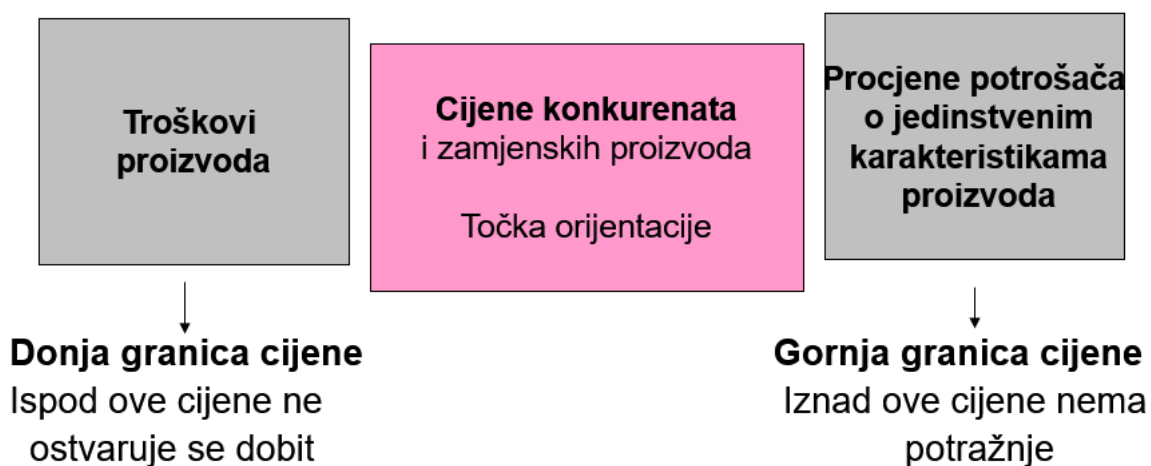 Troškovi
proizvoda
Cijene konkurenata
i zamjenskih proizvoda
Točka orijentacije
Procjene potrošača
o jedinstvenim
karakteristikama
proizvoda
Donja granica cijene
Ispod ove cijene ne
ostvaruje se dobit
Gornja granica cijene
Iznad ove cijene nema
potražnje